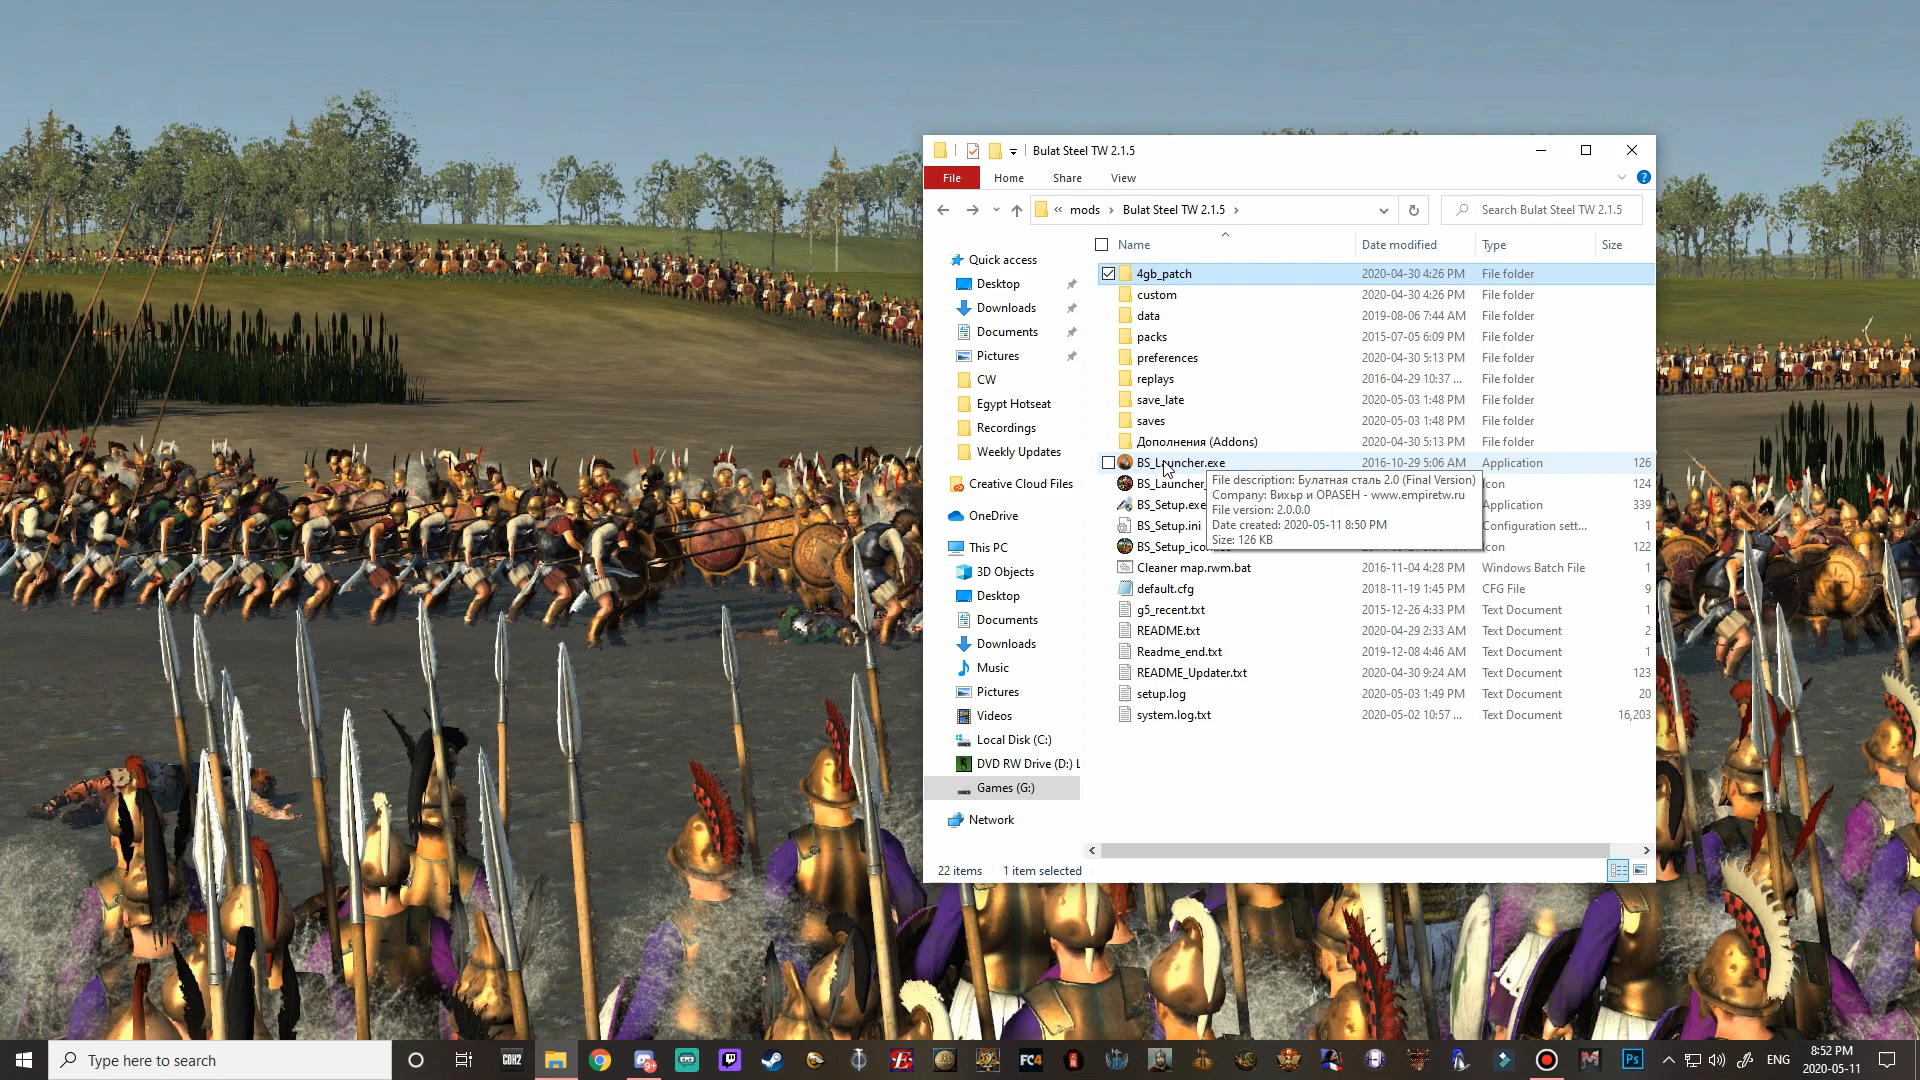 Bulat Steel TW 2.1.5
File Home Share View
« mods › Bulat Steel TW 2.1.5 ›
Search Bulat Steel TW 2.1.5
Name Date modified Type Size
Quick access
Desktop
Downloads
Documents
Pictures
CW
Egypt Hotseat
Recordings
Weekly Updates
Creative Cloud Files
OneDrive
This PC
3D Objects
Desktop
Documents
Downloads
Music
Pictures
Videos
Local Disk (C:)
DVD RW Drive (D:) L
Games (G:)
Network
4gb_patch 2020-04-30 4:26 PM File folder
custom 2020-04-30 4:26 PM File folder
data 2019-08-06 7:44 AM File folder
packs 2015-07-05 6:09 PM File folder
preferences 2020-04-30 5:13 PM File folder
replays 2016-04-29 10:37 ... File folder
save_late 2020-05-03 1:48 PM File folder
saves 2020-05-03 1:48 PM File folder
Дополнения (Addons) 2020-04-30 5:13 PM File folder
BS_Launcher.exe 2016-10-29 5:06 AM Application 126
BS_Launcher Icon 124
BS_Setup.exe Application 339
BS_Setup.ini Configuration sett... 1
BS_Setup_ico Icon 122
File description: Булатная сталь 2.0 (Final Version)
Company: Вихьр и OPASEH - www.empiretw.ru
File version: 2.0.0.0
Date created: 2020-05-11 8:50 PM
Size: 126 KB
Cleaner map.rwm.bat 2016-11-04 4:28 PM Windows Batch File 1
default.cfg 2018-11-19 1:45 PM CFG File 9
g5_recent.txt 2015-12-26 4:33 PM Text Document 1
README.txt 2020-04-29 2:33 AM Text Document 2
Readme_end.txt 2019-12-08 4:46 AM Text Document 1
README_Updater.txt 2020-04-30 9:24 AM Text Document 123
setup.log 2020-05-03 1:49 PM Text Document 20
system.log.txt 2020-05-02 10:57 ... Text Document 16,203
22 items 1 item selected
Type here to search
COH2
FC4
Ps
ENG
8:52 PM
2020-05-11